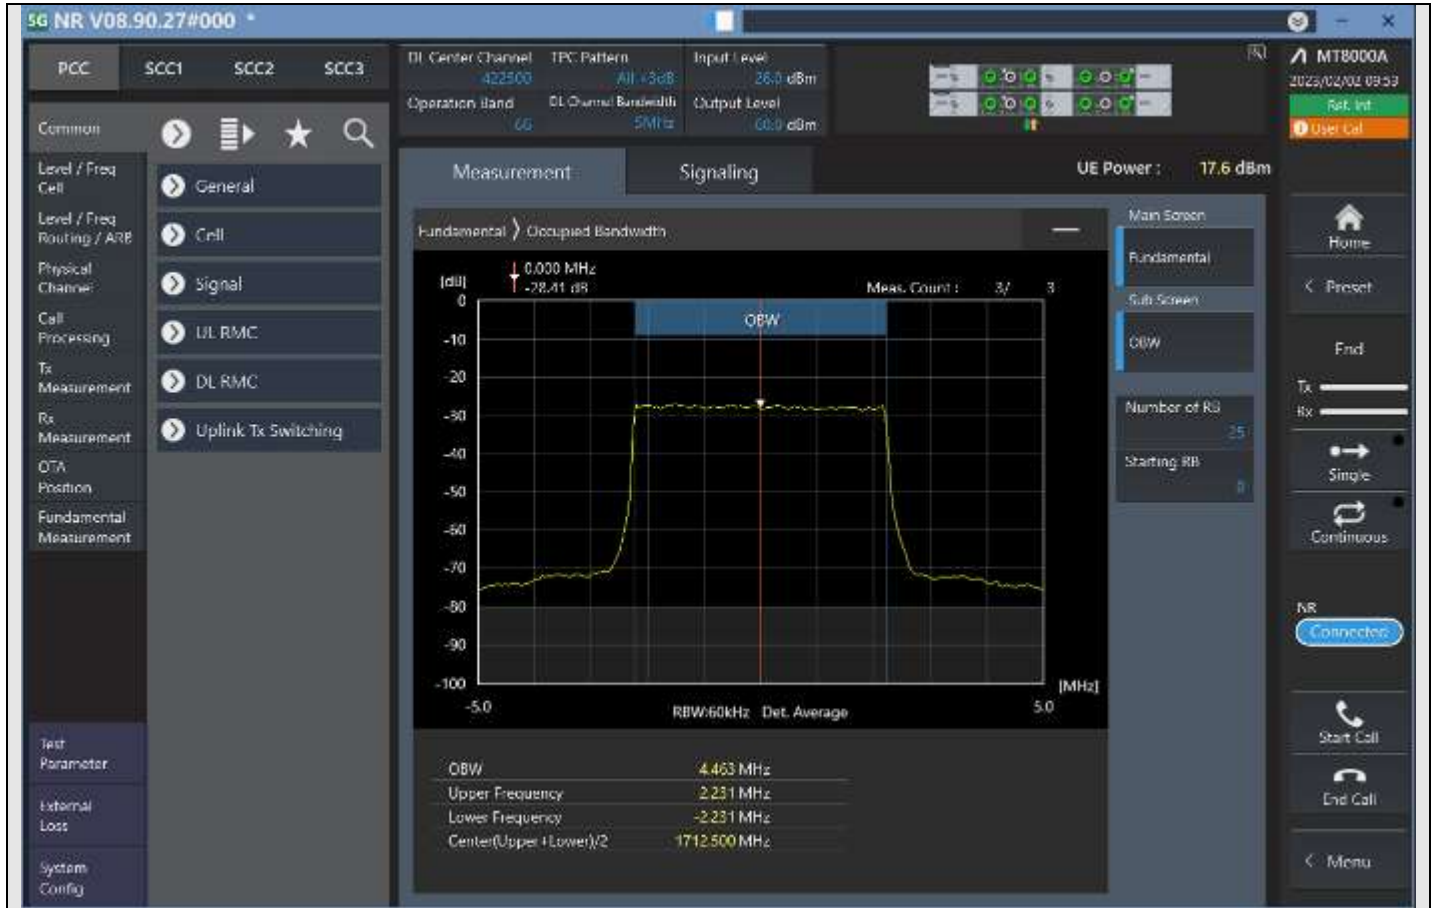 5G NR V08.90.27#000 *
PCC SCC1 SCC2 SCC3
DL Center Channel
422500
TPC Pattern
All +3dB
Input Level
26.0 dBm
Operation Band
66
DL Channel Bandwidth
5MHz
Output Level
dBm
MT8000A
2023/02/02 09:53
Ref. Int
User Cal
Common
Level / Freq
Cell
Level / Freq
Routing / ARB
Physical
Channel
Call
Processing
Tx
Measurement
Rx
Measurement
OTA
Position
Fundamental
Measurement
Test
Parameter
External
Loss
System
Config
General
Cell
Signal
UL RMC
DL RMC
Uplink Tx Switching
Measurement Signaling
UE Power : 17.6 dBm
Fundamental Occupied Bandwidth
[dB]
0.000 MHz
-28.41 dB
Meas. Count : 3/ 3
OBW
0
-10
-20
-30
-40
-50
-60
-70
-80
-90
-100
-5.0
RBW:60kHz Det. Average
5.0
[MHz]
OBW 4.463 MHz
Upper Frequency 2.231 MHz
Lower Frequency -2.231 MHz
Center(Upper+Lower)/2 1712.500 MHz
Main Screen
Fundamental
Sub Screen
OBW
Number of RB
25
Starting RB
0
Home
< Preset
End
Tx
Rx
Single
Continuous
NR
Connected
Start Call
End Call
< Menu